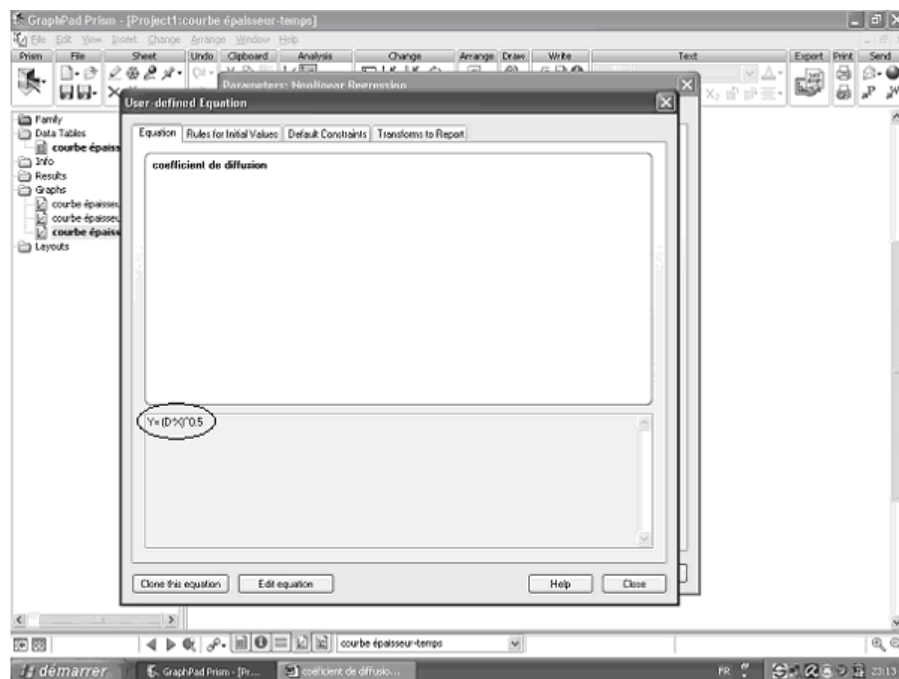 GraphPad Prism - [Project1:courbe épaisseur-temps]
File Edit View Insert Change Arrange Window Help
Prism File Sheet Undo Clipboard Analysis Change Arrange Draw Write Text Export Print Send
Parameters: Nonlinear Regression
User-defined Equation
Family
Data Tables
courbe épaiss
Info
Results
Graphs
courbe épaisseu
courbe épaisseu
courbe épaiss
Layouts
Equation Rules for Initial Values Default Constraints Transforms to Report
coefficient de diffusion
Y= (D*X)^0.5
Clone this equation Edit equation Help Close
courbe épaisseur-temps
démarrer GraphPad Prism - [Pr... coefficient de diffusio... FR 23:13